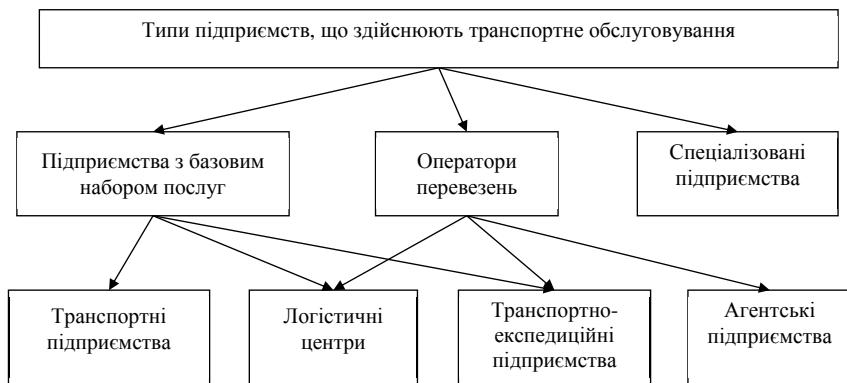 Типи підприємств, що здійснюють транспортне обслуговування
Підприємства з базовим
набором послуг
Оператори
перевезень
Спеціалізовані
підприємства
Транспортні
підприємства
Логістичні
центри
Транспортно-
експедиційні
підприємства
Агентські
підприємства